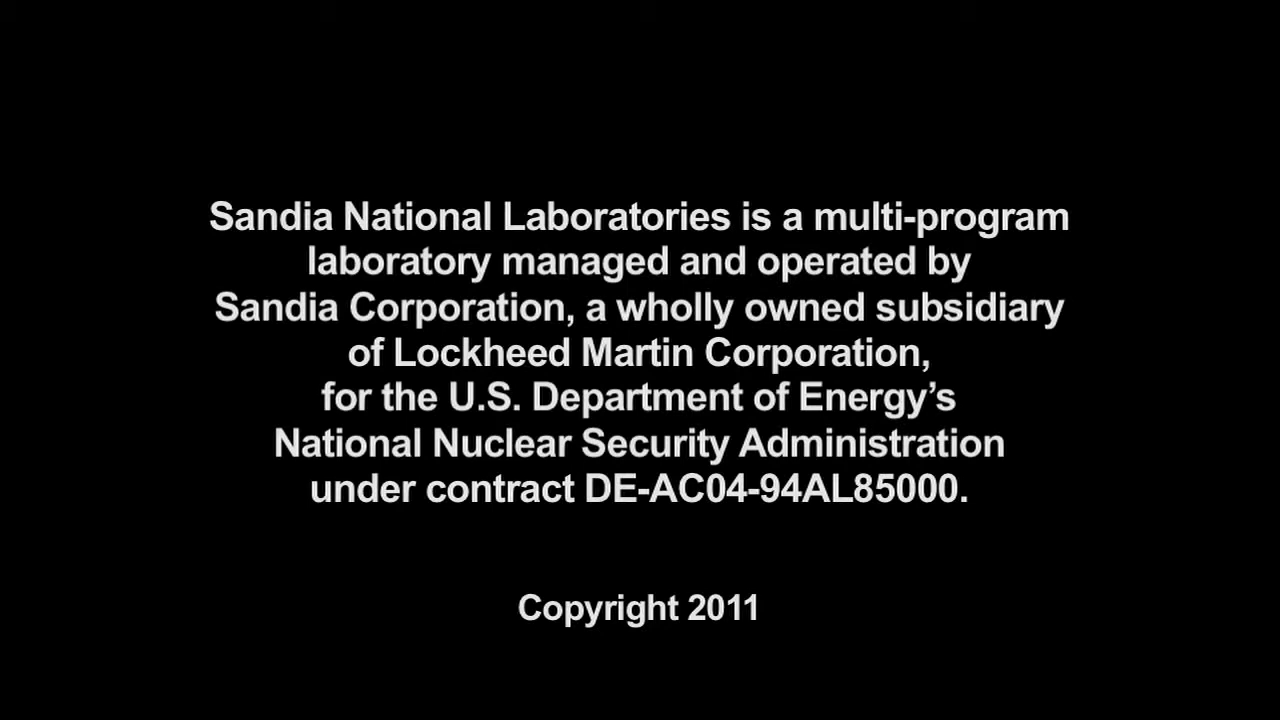 Sandia National Laboratories is a multi-program
laboratory managed and operated by
Sandia Corporation, a wholly owned subsidiary
of Lockheed Martin Corporation,
for the U.S. Department of Energy’s
National Nuclear Security Administration
under contract DE-AC04-94AL85000.
Copyright 2011